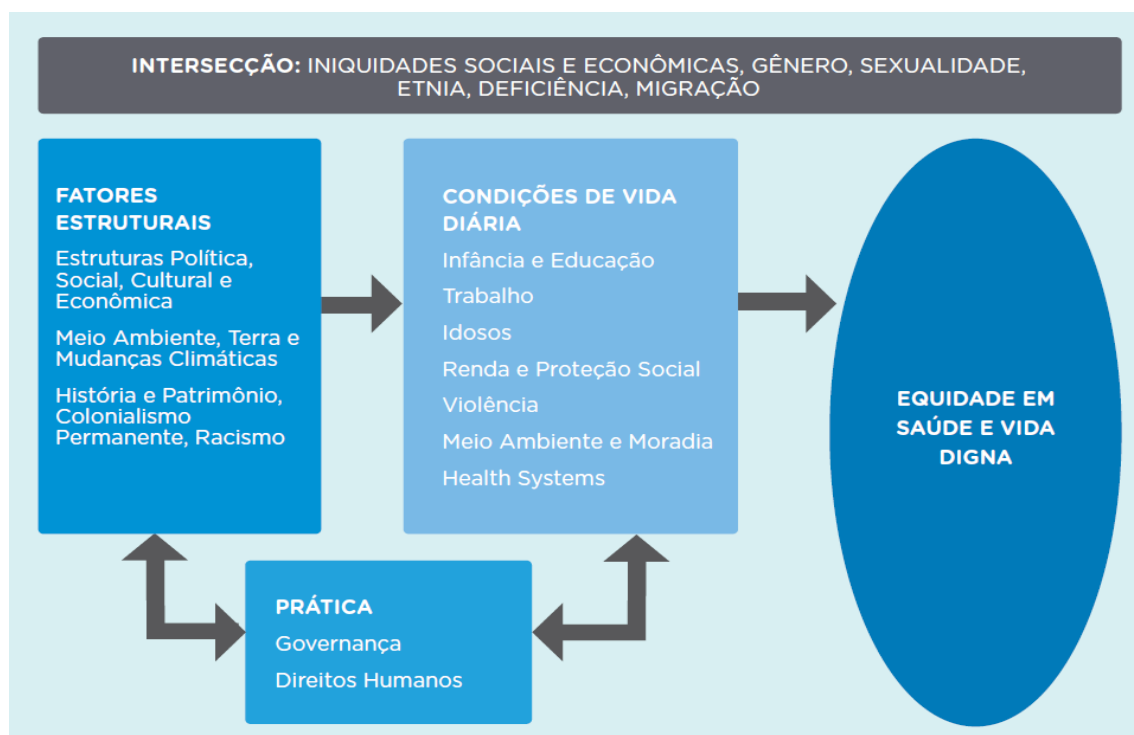 INTERSECÇÃO: INIQUIDADES SOCIAIS E ECONÔMICAS, GÊNERO, SEXUALIDADE,
ETNIA, DEFICIÊNCIA, MIGRAÇÃO
FATORES
ESTRUTURAIS
Estruturas Política,
Social, Cultural e
Econômica
Meio Ambiente, Terra e
Mudanças Climáticas
História e Patrimônio,
Colonialismo
Permanente, Racismo
CONDIÇÕES DE VIDA
DIÁRIA
Infância e Educação
Trabalho
Idosos
Renda e Proteção Social
Violência
Meio Ambiente e Moradia
Health Systems
EQUIDADE EM
SAÚDE E VIDA
DIGNA
PRÁTICA
Governança
Direitos Humanos